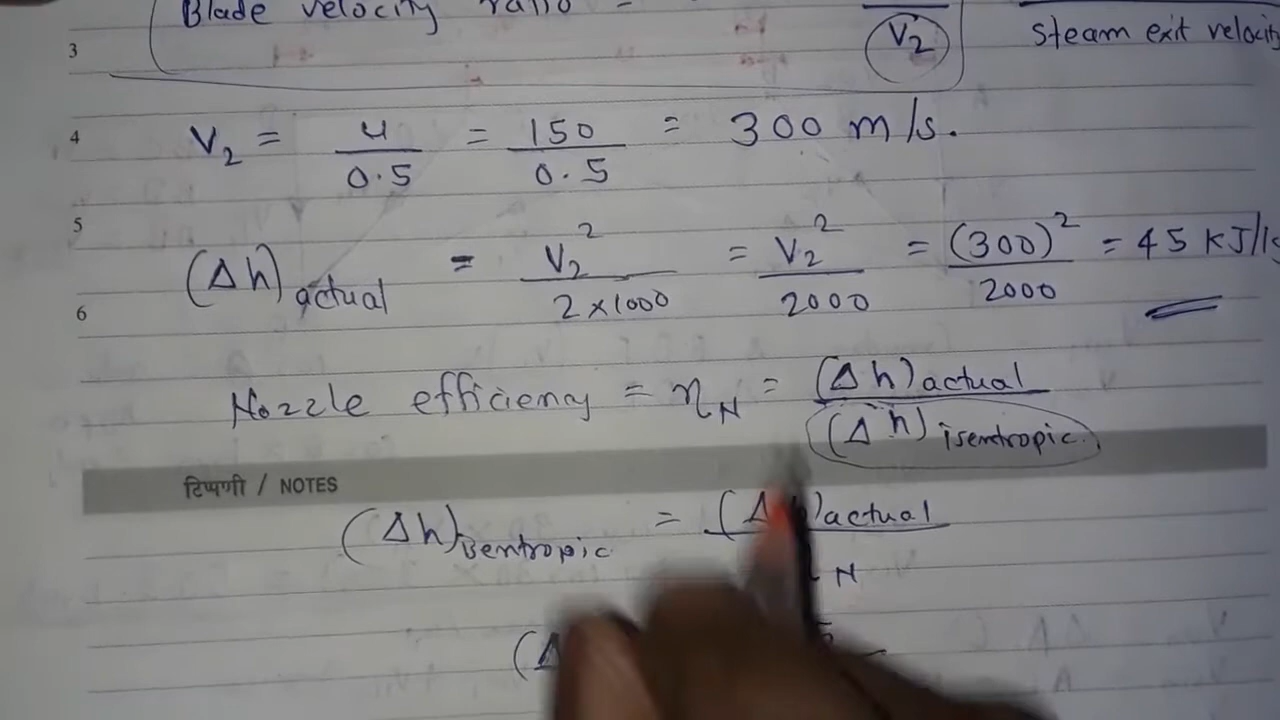 Blade velocity ratio =
V₂ steam exit velocity
3
4
V₂ = u/0.5 = 150/0.5 = 300 m/s.
5
(Δh)actual = V₂²/2×1000 = V₂²/2000 = (300)²/2000 = 45 KJ/k
6
Nozzle efficiency = ηN = (Δh)actual/(Δh)isentropic.
टिप्पणी / NOTES
(Δh)isentropic = (Δh)actual
N